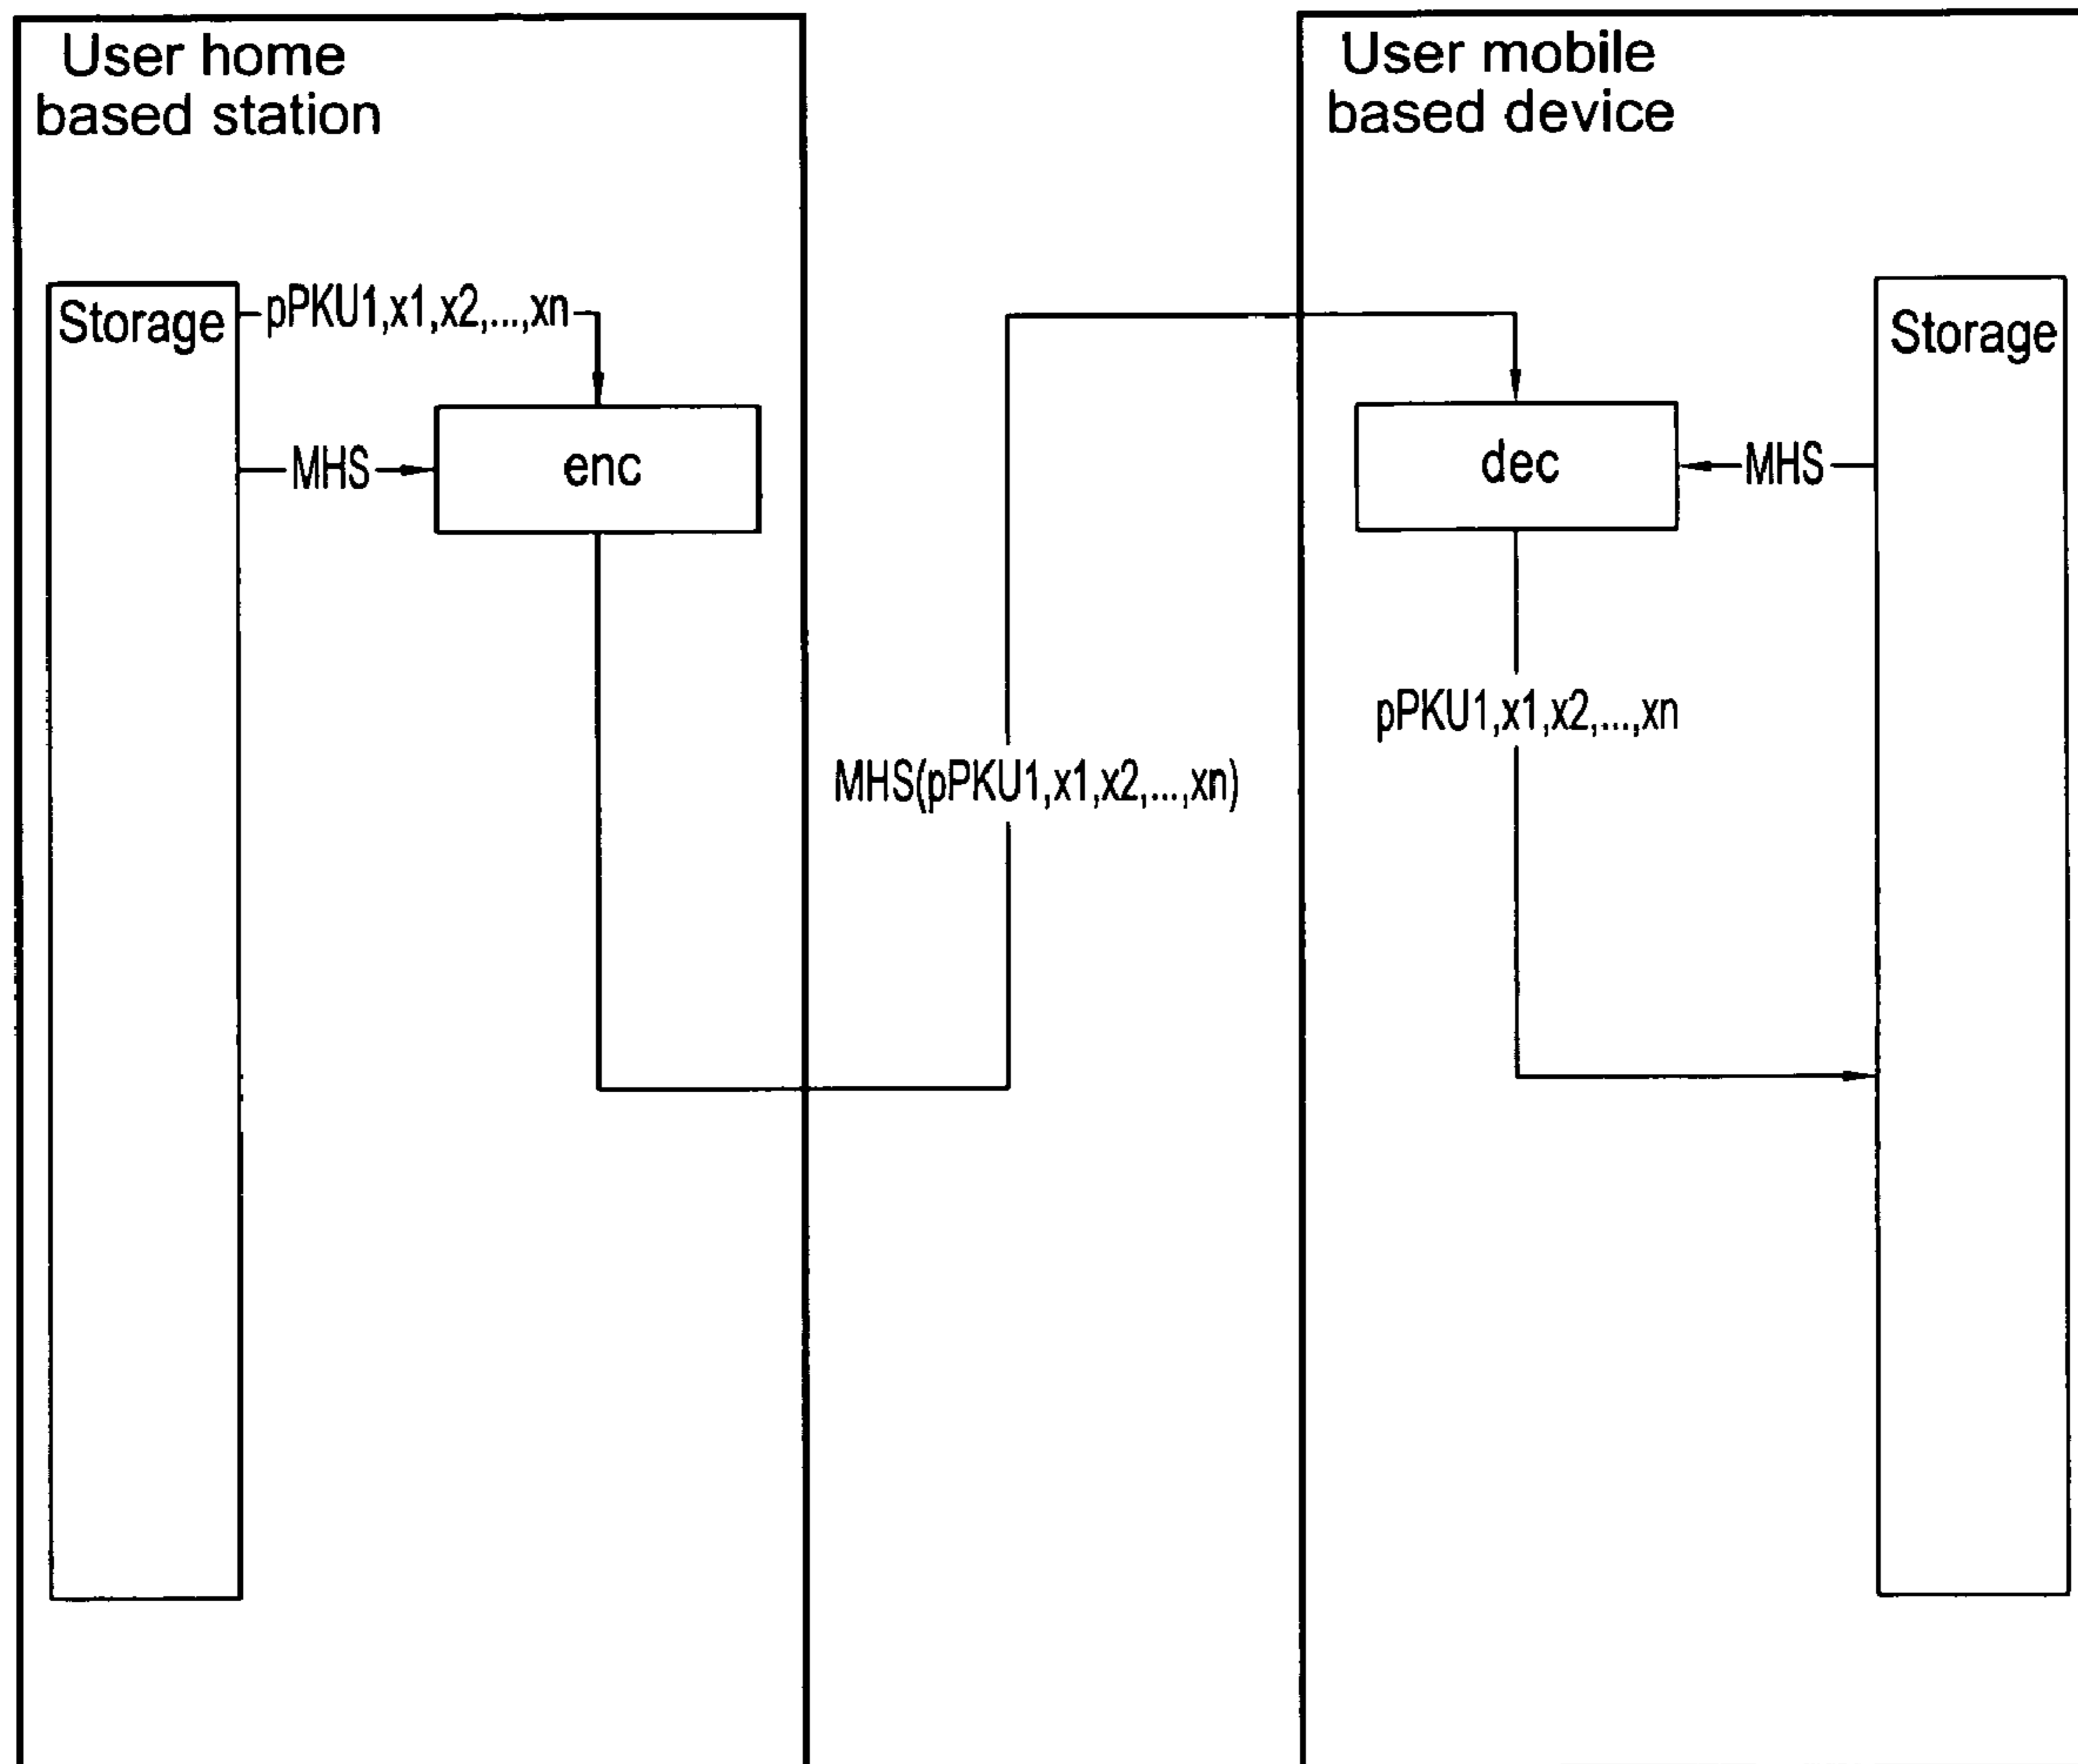 User home
based station
User mobile
based device
Storage
pPKU1,x1,x2,...,xn
MHS
enc
MHS(pPKU1,x1,x2,...,xn)
dec
MHS
Storage
pPKU1,x1,x2,...,xn